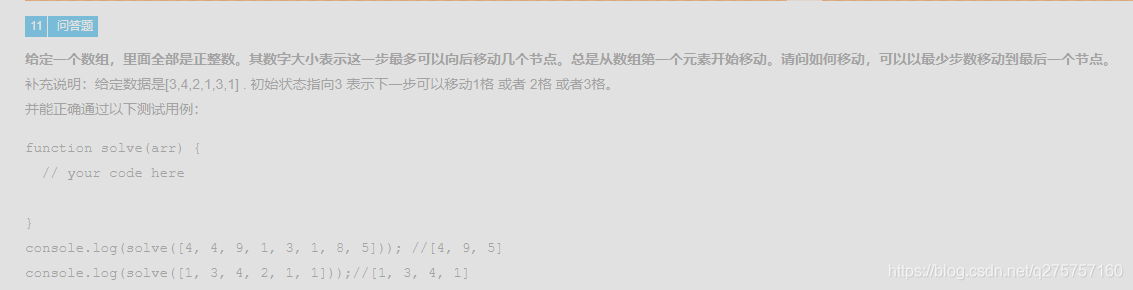 11 问答题
给定一个数组，里面全部是正整数。其数字大小表示这一步最多可以向后移动几个节点。总是从数组第一个元素开始移动。请问如何移动，可以以最少步数移动到最后一个节点。
补充说明：给定数据是[3,4,2,1,3,1] . 初始状态指向3 表示下一步可以移动1格 或者 2格 或者3格。
并能正确通过以下测试用例：
function solve(arr) {
  // your code here
}
console.log(solve([4, 4, 9, 1, 3, 1, 8, 5])); //[4, 9, 5]
console.log(solve([1, 3, 4, 2, 1, 1]));//[1, 3, 4, 1]
https://blog.csdn.net/q275757160